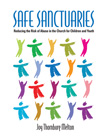 SAFE SANCTUARIES
Reducing the Risk of Abuse in the Church for Children and Youth
Joy Thornburg Melton